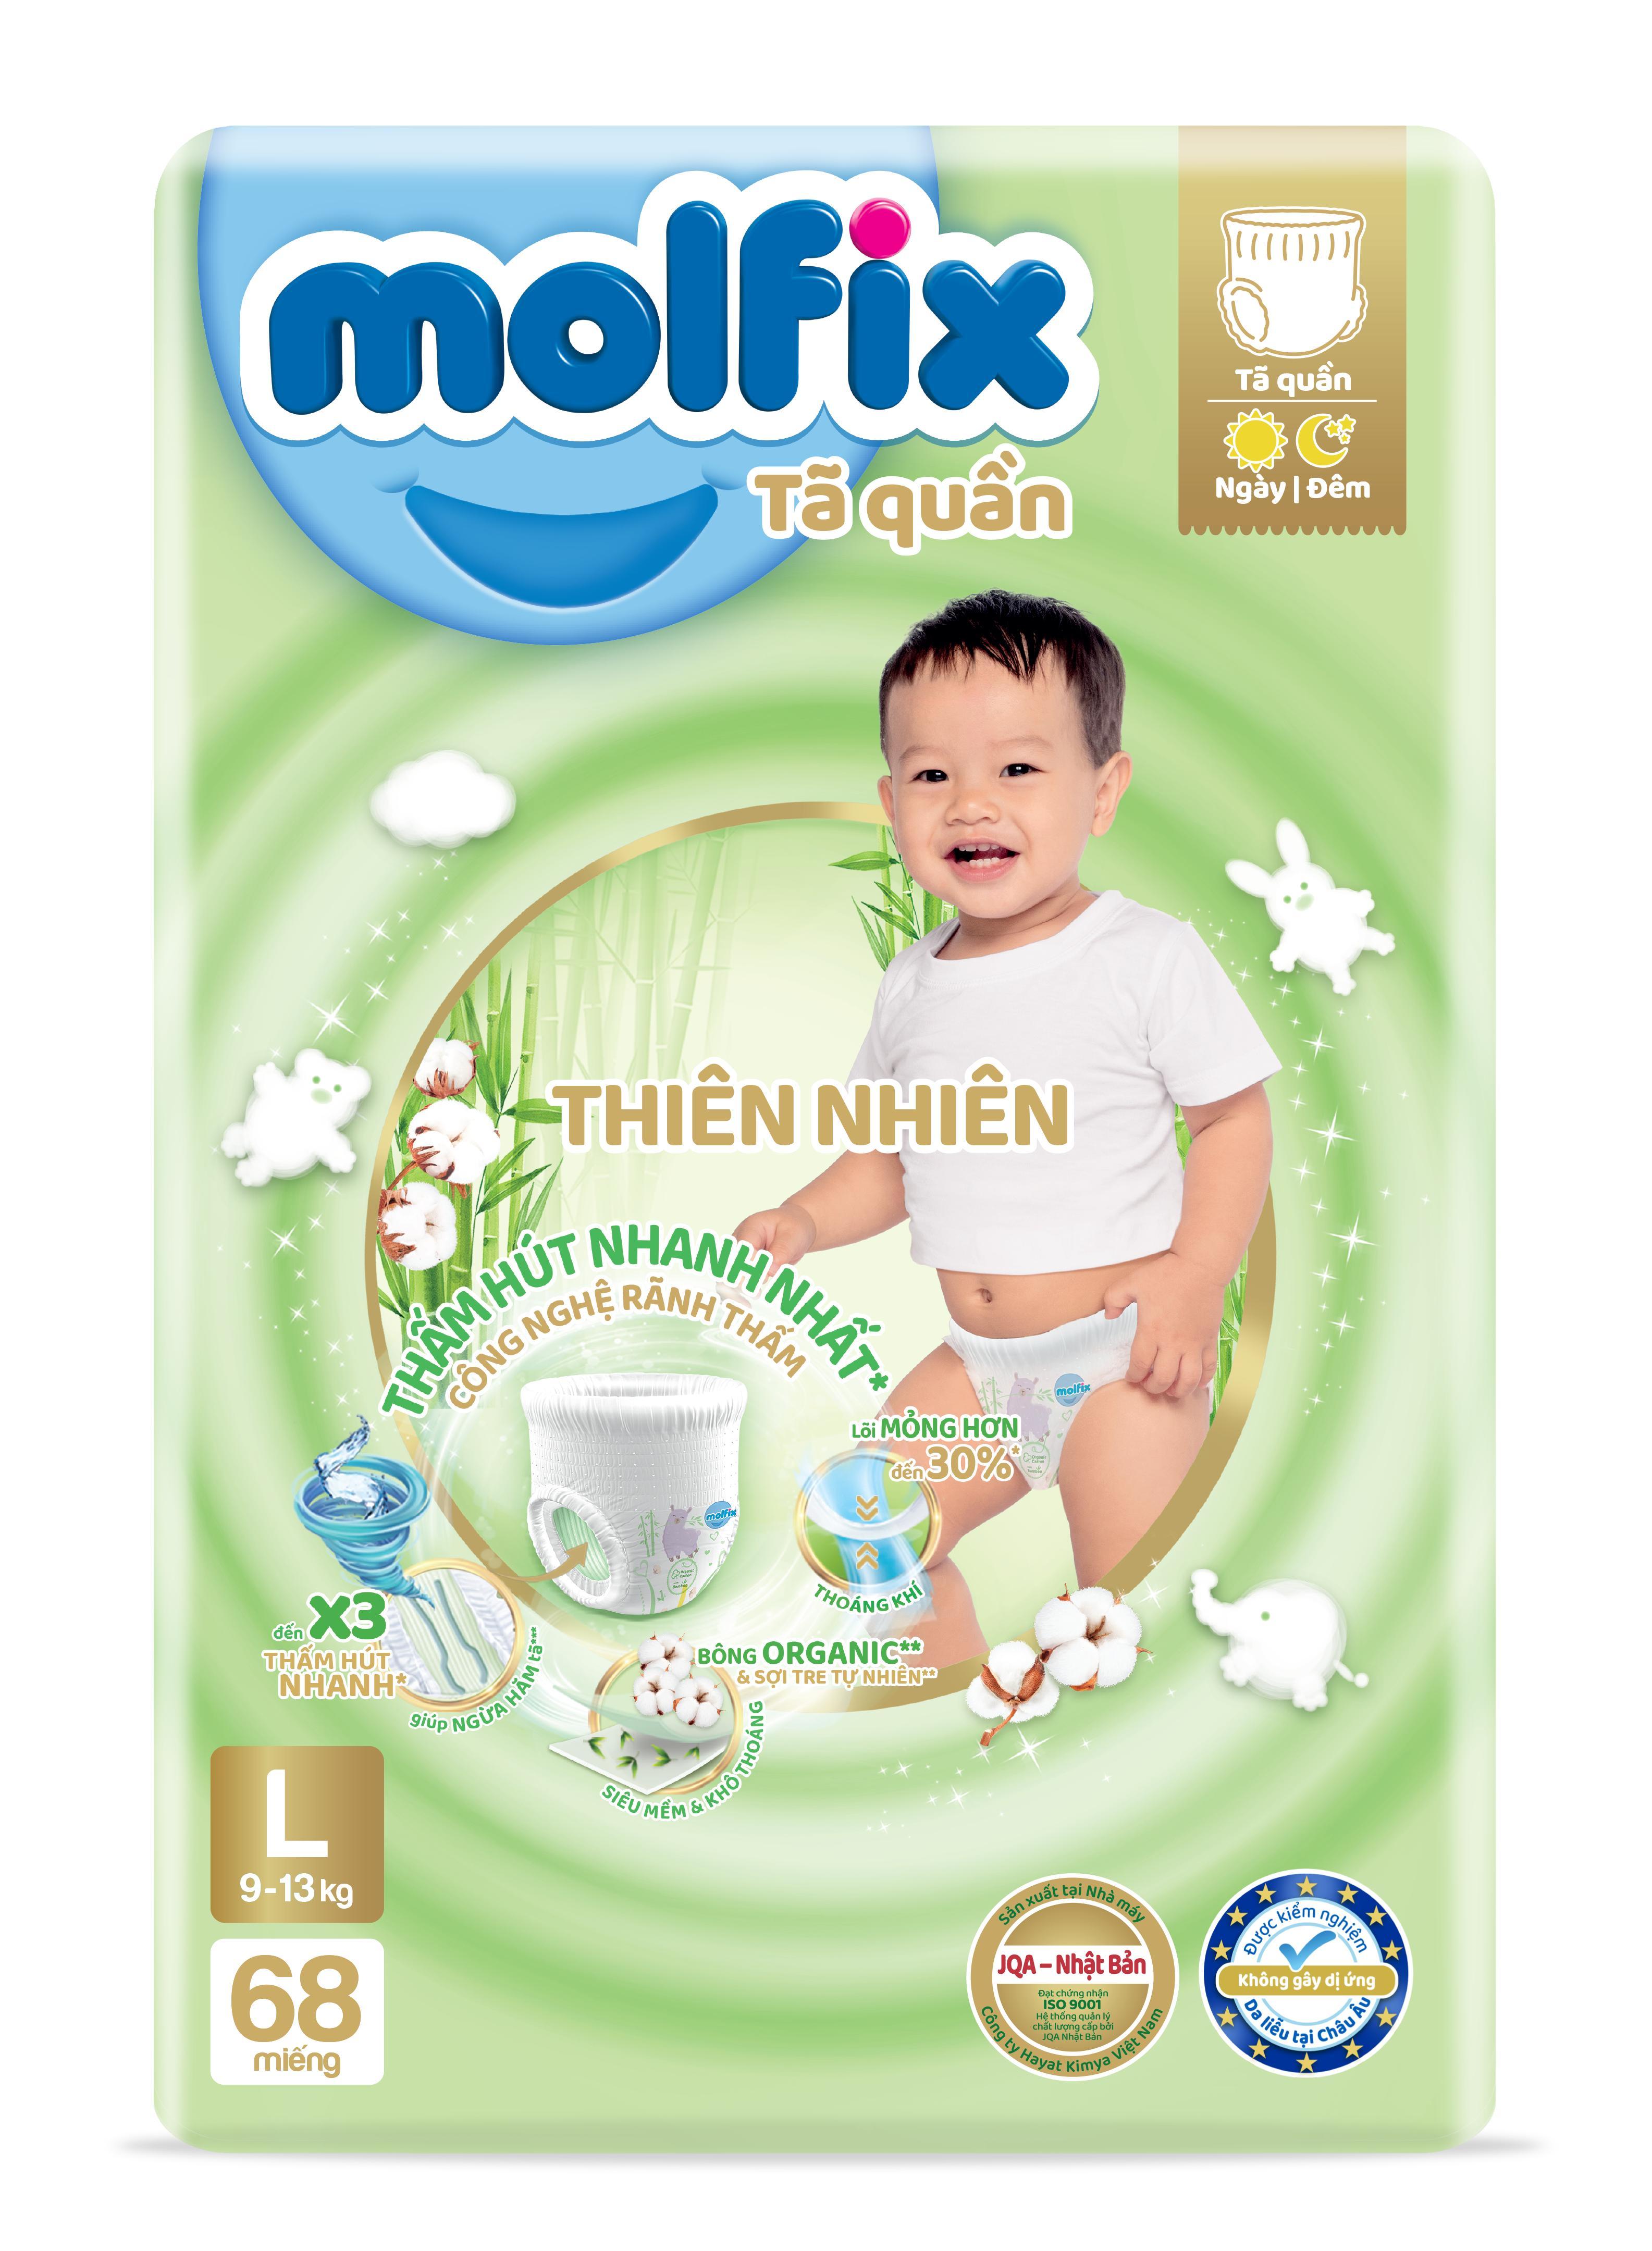 molfix
Tã quần
Tã quần
Ngày | Đêm
THIÊN NHIÊN
THẤM HÚT NHANH NHẤT*
CÔNG NGHỆ RÃNH THẤM
Lõi MỎNG HƠN
đến 30%*
THOÁNG KHÍ
molfix
molfix
đến X3
THẤM HÚT
NHANH*
giúp NGỪA HĂM tã***
BÔNG ORGANIC**
& SỢI TRE TỰ NHIÊN**
SIÊU MỀM & KHÔ THOÁNG
L
9-13 kg
68
miếng
Sản xuất tại Nhà máy
JQA – Nhật Bản
Đạt chứng nhận
ISO 9001
Hệ thống quản lý
chất lượng cấp bởi
JQA Nhật Bản
Công ty Hayat Kimya Việt Nam
Được kiểm nghiệm
Không gây dị ứng
Da liễu tại Châu Âu